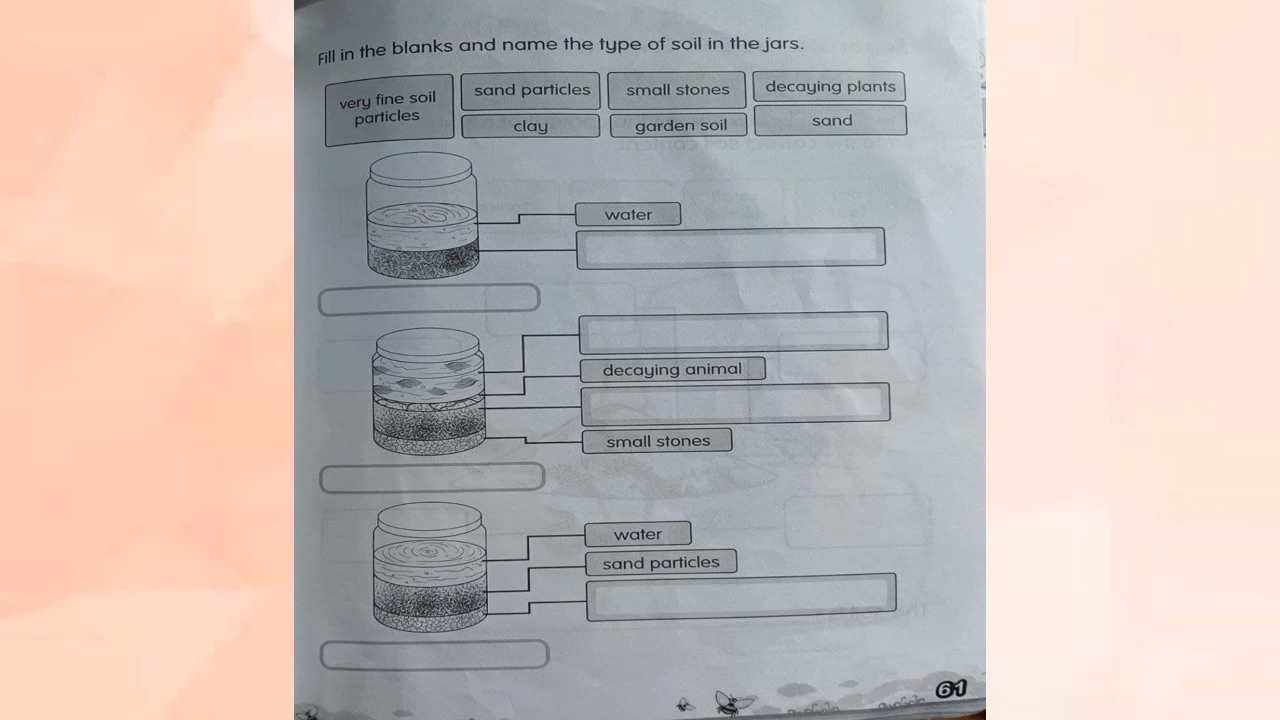 Fill in the blanks and name the type of soil in the jars.
very fine soil
particles
sand particles
small stones
decaying plants
clay
garden soil
sand
water
decaying animal
small stones
water
sand particles
61